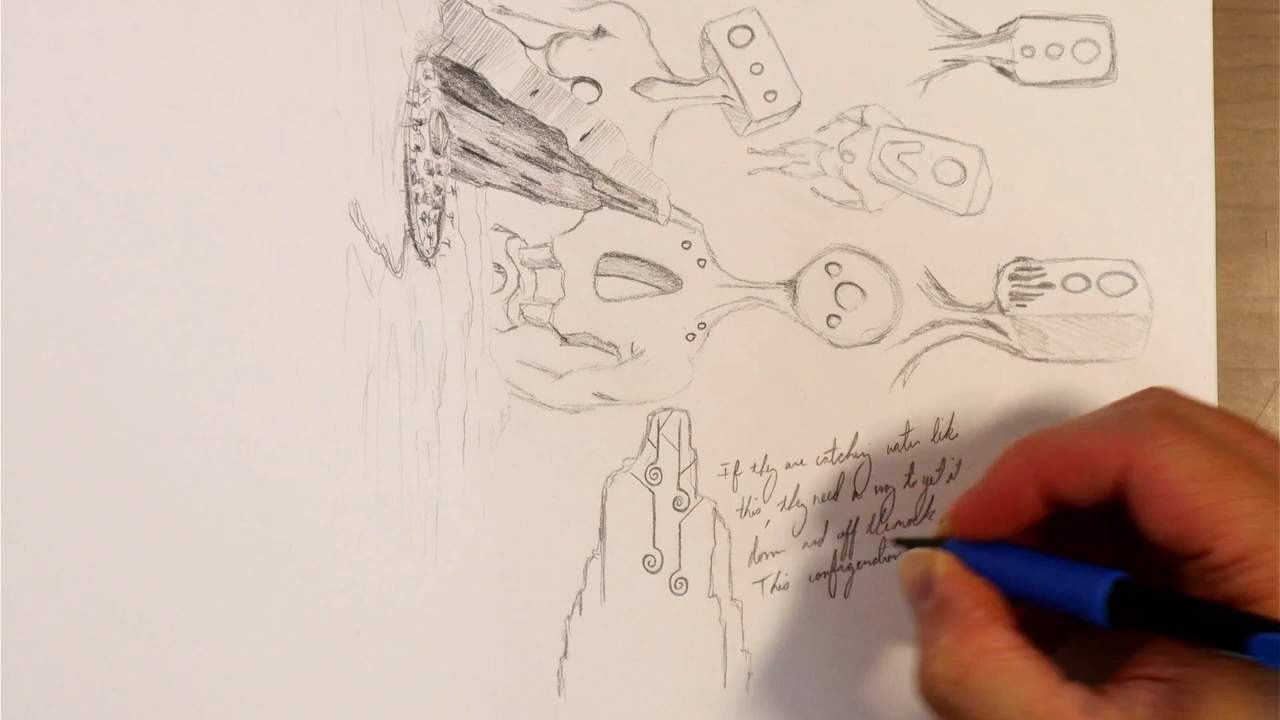 If they are catching water like
this, they need a way to get it
down and off the mask.
This configuration